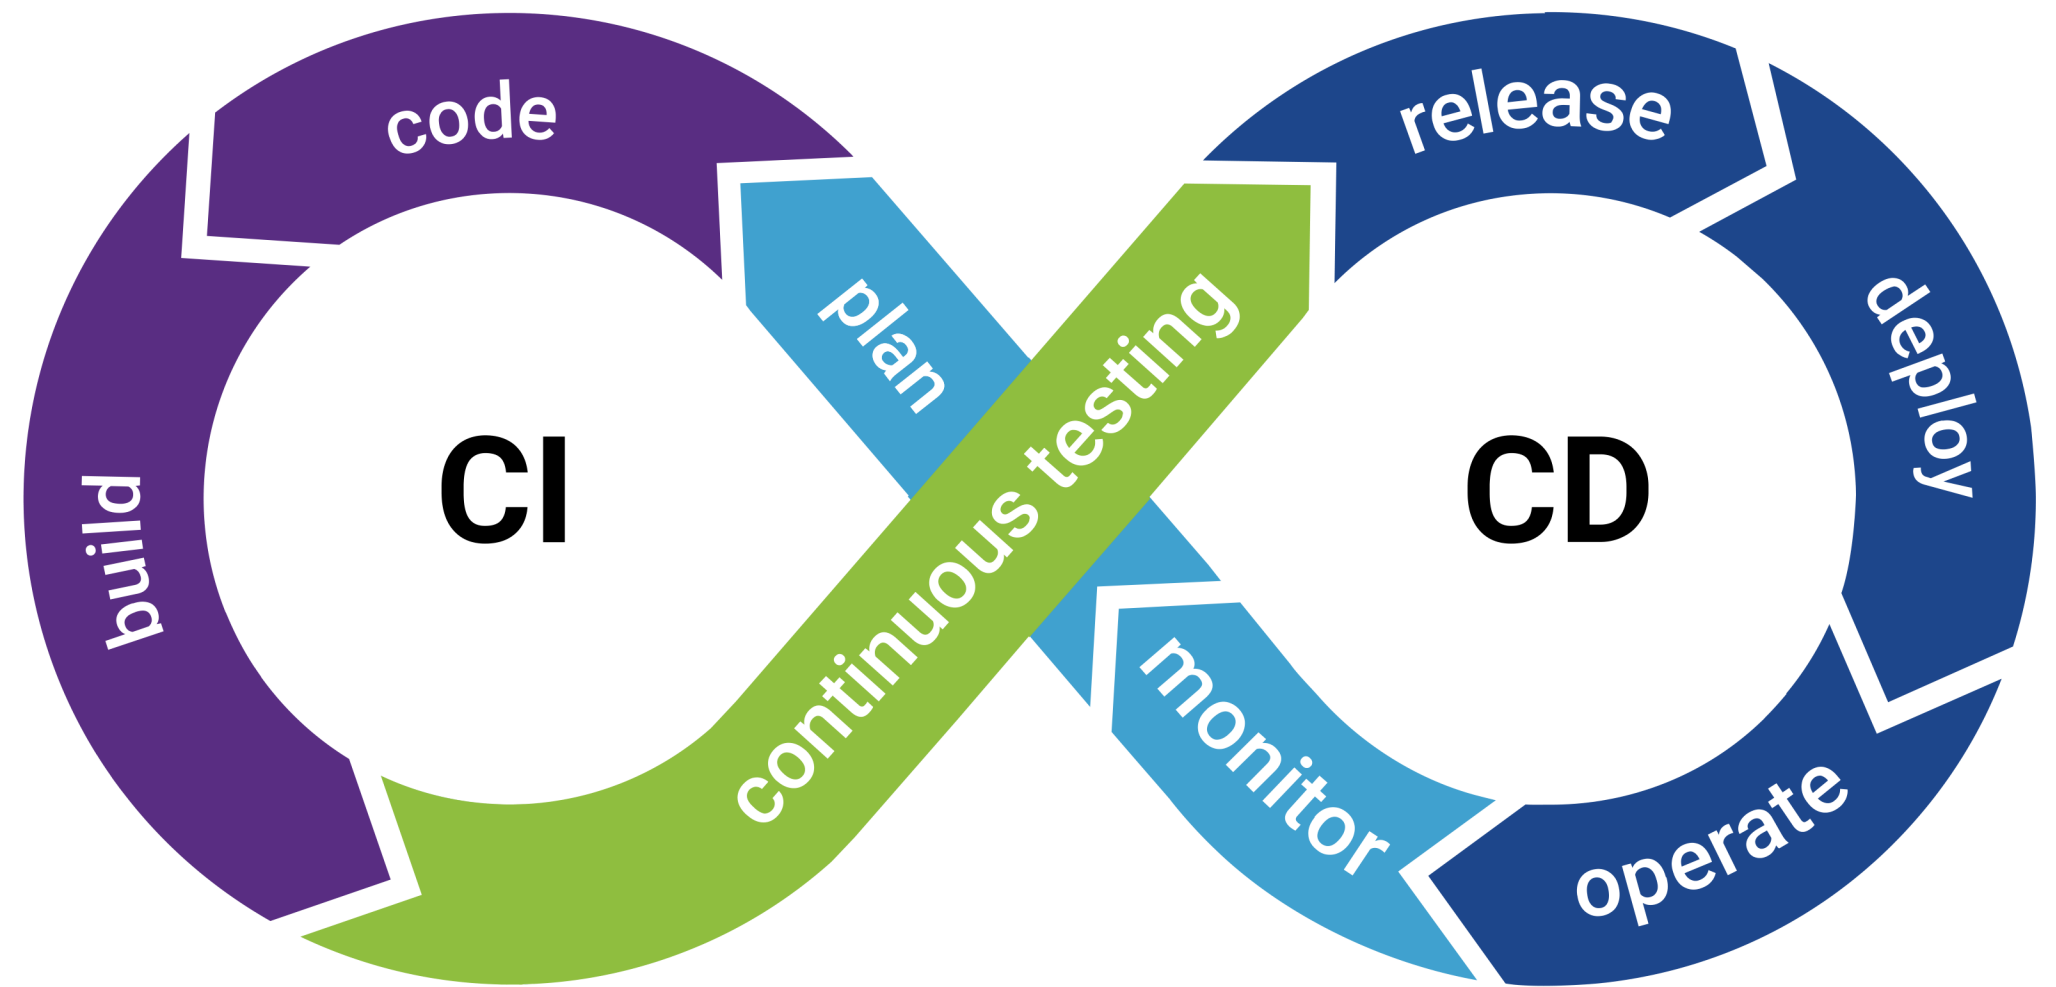 code
build
CI
plan
continuous testing
release
deploy
CD
operate
monitor